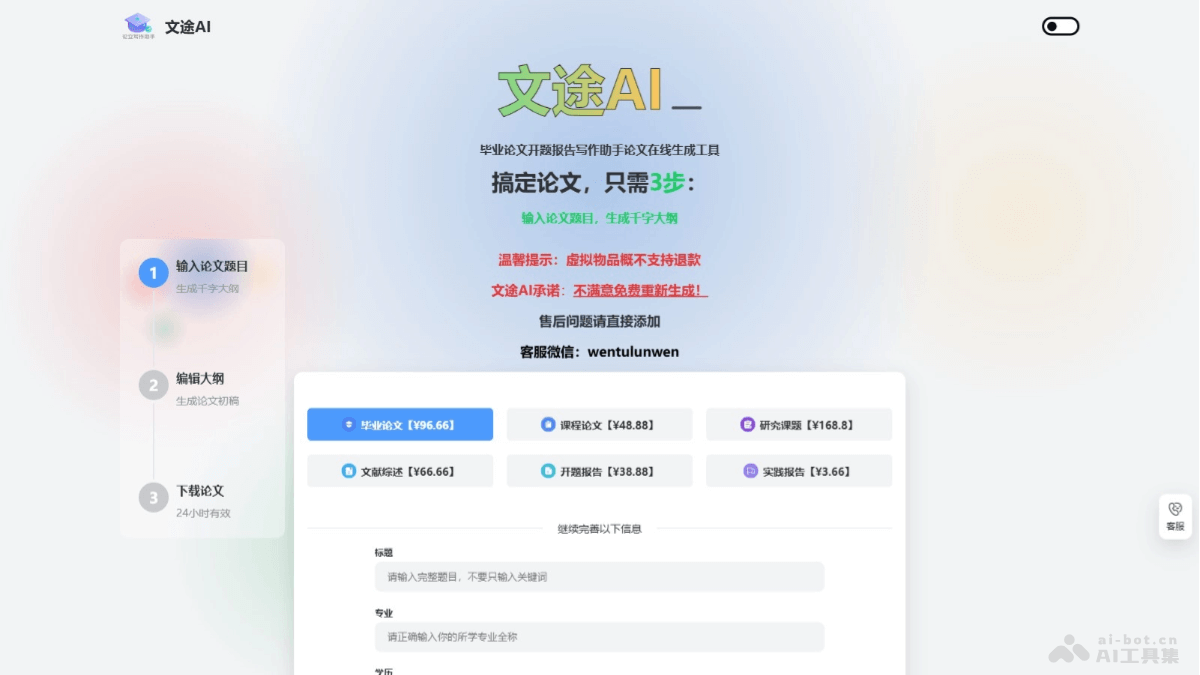 文途AI
文途AI
毕业论文开题报告写作助手论文在线生成工具
搞定论文，只需3步：
输入论文题目，生成千字大纲
温馨提示：虚拟物品概不支持退款
文途AI承诺：不满意免费重新生成！
售后问题请直接添加
客服微信：wentulunwen
1 输入论文题目
生成千字大纲
2 编辑大纲
生成论文初稿
3 下载论文
24小时有效
毕业论文【¥96.66】
课程论文【¥48.88】
研究课题【¥168.8】
文献综述【¥66.66】
开题报告【¥38.88】
实践报告【¥3.66】
继续完善以下信息
标题
请输入完整题目，不要只输入关键词
专业
请正确输入你的所学专业全称
学历
客服
ai-bot.cn
AI工具集